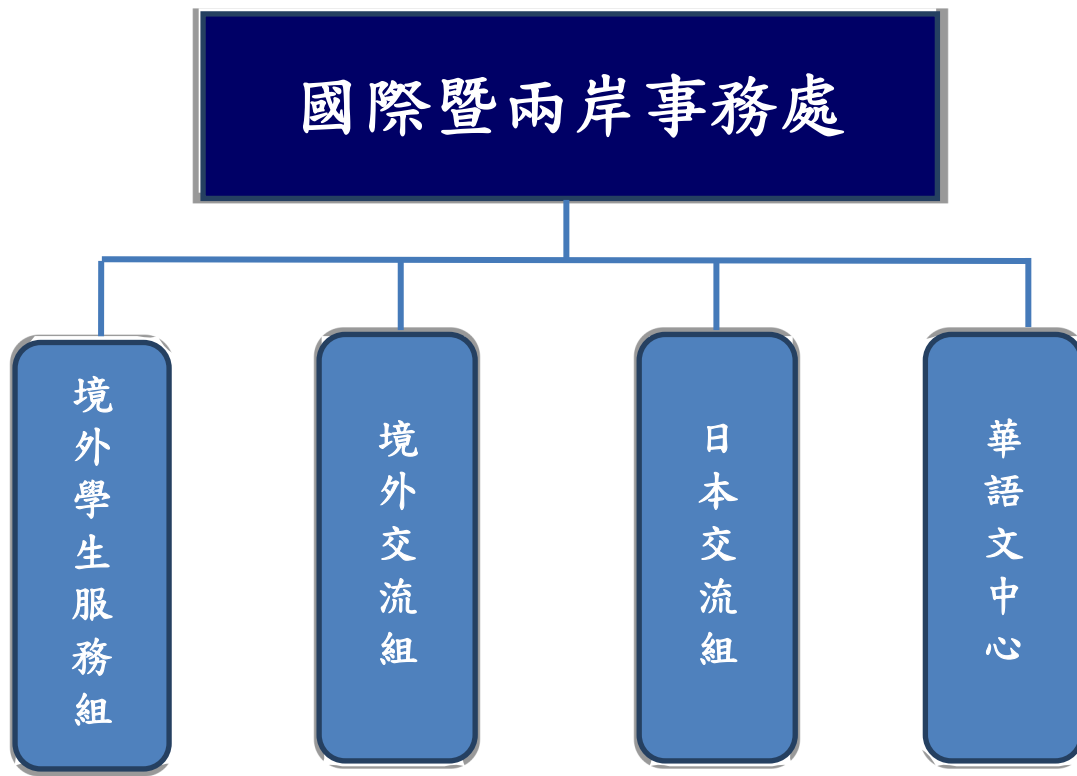 國際暨兩岸事務處
境外學生服務組
境外交流組
日本交流組
華語文中心